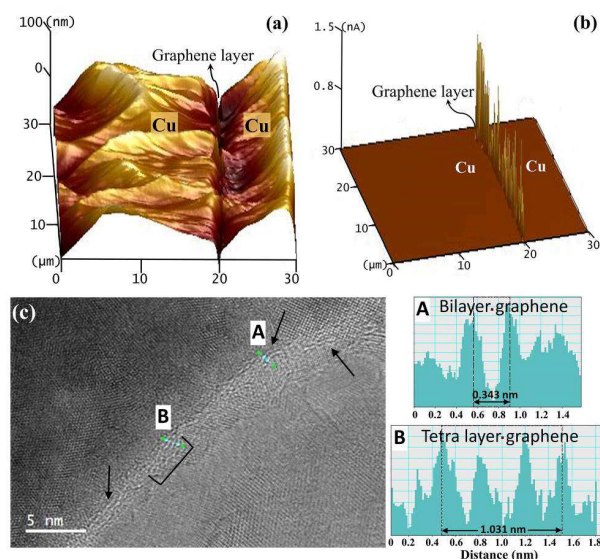 100(nm)
(a)
Graphene layer
0
Cu
Cu
30
20
10
(μm)
0
10
20
30
1.5 (nA)
(b)
0.8
Graphene layer
Cu
Cu
30
20
10
(μm)
0
10
20
30
(c)
A
B
5 nm
A
Bilayer graphene
0.343 nm
0 0.2 0.4 0.6 0.8 1.0 1.2 1.4
B
Tetra layer graphene
1.031 nm
0 0.2 0.4 0.6 0.8 1.0 1.2 1.4 1.6 1.8
Distance (nm)